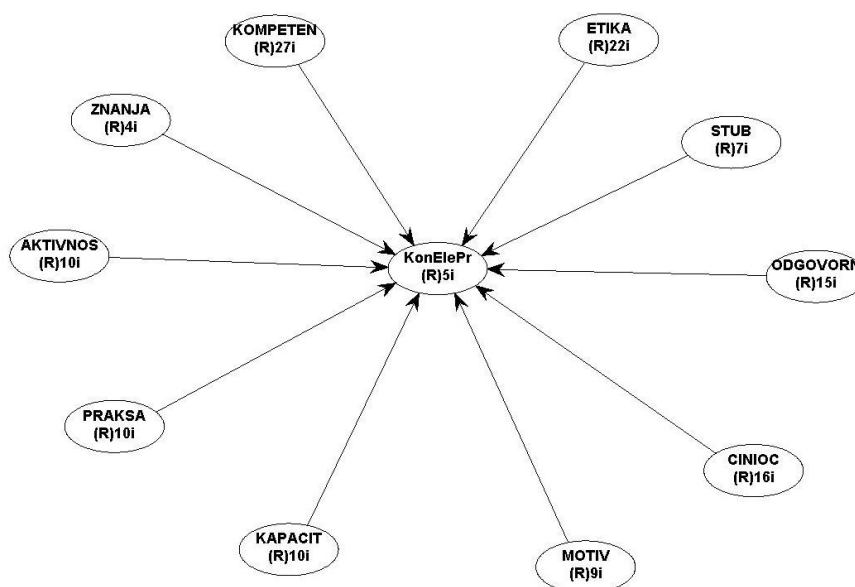 KOMPETEN
(R)27i
ETIKA
(R)22i
ZNANJA
(R)4i
STUB
(R)7i
AKTIVNOS
(R)10i
KonElePr
(R)5i
ODGOVORN
(R)15i
PRAKSA
(R)10i
CINIOC
(R)16i
KAPACIT
(R)10i
MOTIV
(R)9i